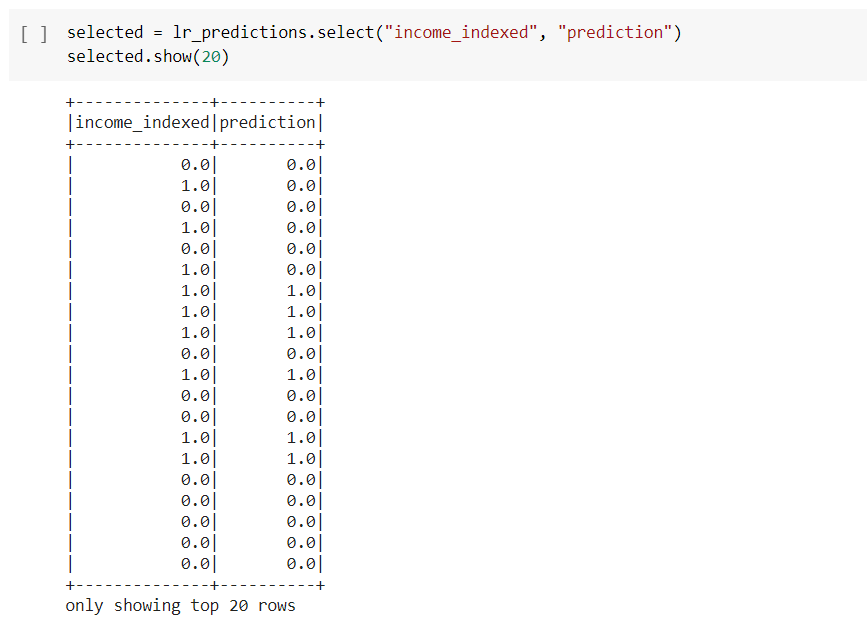 [ ] selected = lr_predictions.select("income_indexed", "prediction")
selected.show(20)
+--------------+----------+
|income_indexed|prediction|
+--------------+----------+
|           0.0|       0.0|
|           1.0|       0.0|
|           0.0|       0.0|
|           1.0|       0.0|
|           0.0|       0.0|
|           1.0|       0.0|
|           1.0|       1.0|
|           1.0|       1.0|
|           1.0|       1.0|
|           0.0|       0.0|
|           1.0|       1.0|
|           0.0|       0.0|
|           0.0|       0.0|
|           1.0|       1.0|
|           1.0|       1.0|
|           0.0|       0.0|
|           0.0|       0.0|
|           0.0|       0.0|
|           0.0|       0.0|
|           0.0|       0.0|
+--------------+----------+
only showing top 20 rows